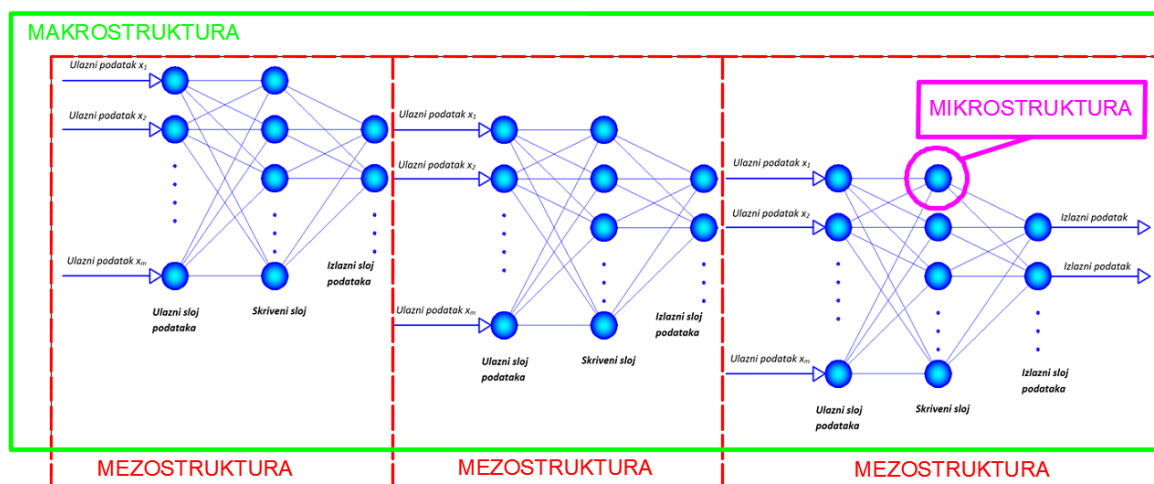 MAKROSTRUKTURA
Ulazni podatak x₁
Ulazni podatak x₂
Ulazni podatak xₘ
Ulazni sloj
podataka
Skriveni sloj
Izlazni sloj
podataka
Ulazni podatak x₁
Ulazni podatak x₂
Ulazni podatak xₘ
Ulazni sloj
podataka
Skriveni sloj
Izlazni sloj
podataka
MIKROSTRUKTURA
Ulazni podatak x₁
Ulazni podatak x₂
Ulazni podatak xₘ
Izlazni podatak
Izlazni podatak
Ulazni sloj
podataka
Skriveni sloj
Izlazni sloj
podataka
MEZOSTRUKTURA
MEZOSTRUKTURA
MEZOSTRUKTURA